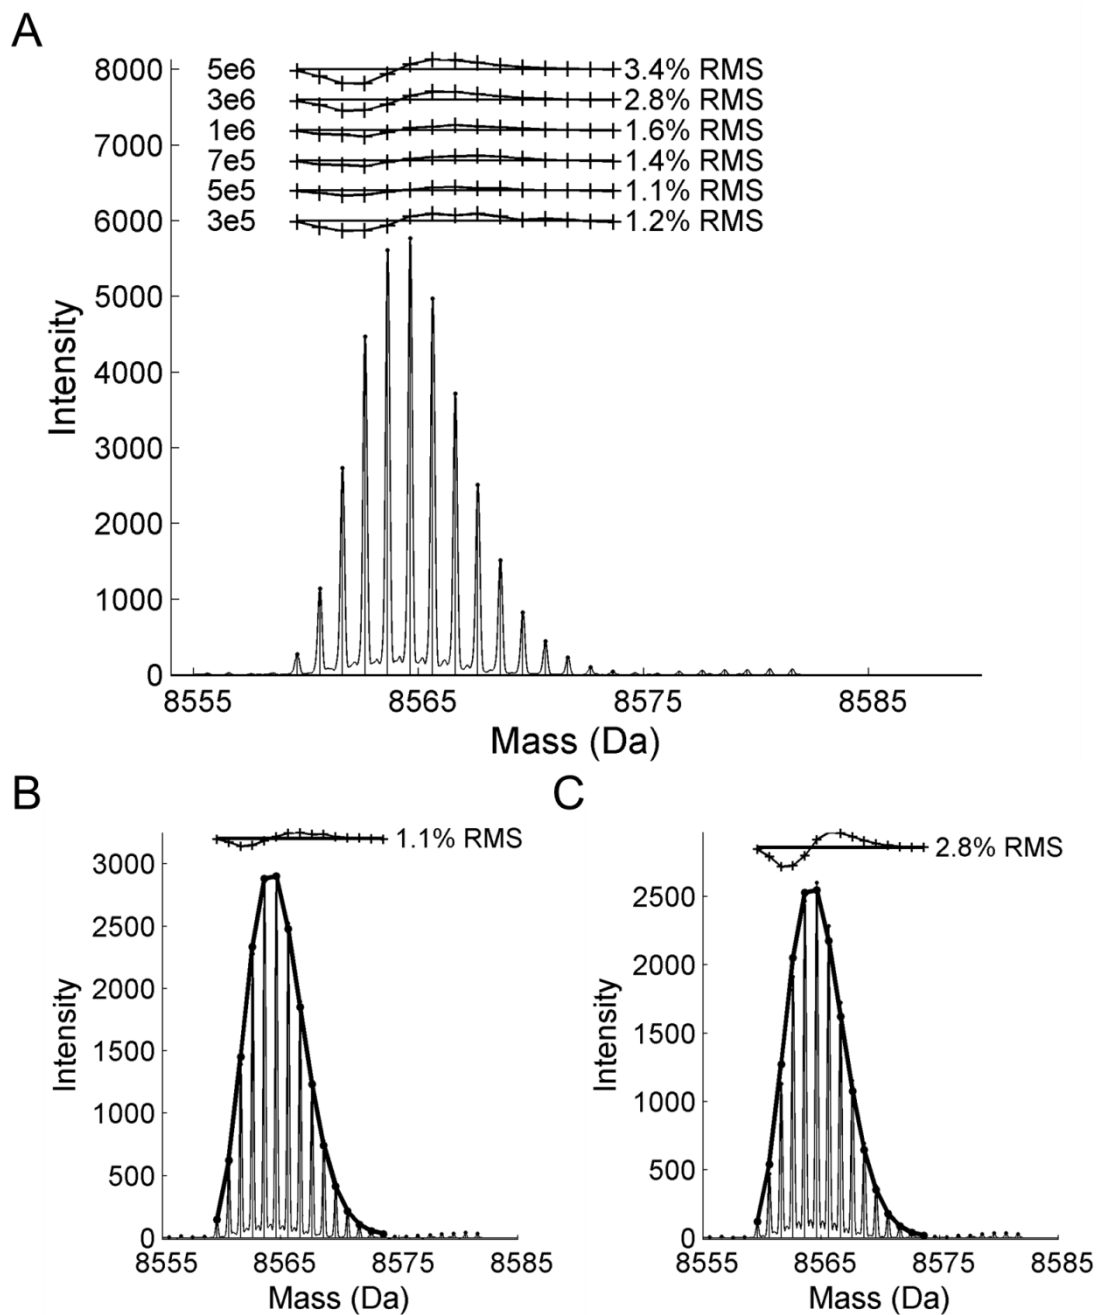 A
8000
7000
6000
5000
4000
3000
2000
1000
0
Intensity
5e6 3.4% RMS
3e6 2.8% RMS
1e6 1.6% RMS
7e5 1.4% RMS
5e5 1.1% RMS
3e5 1.2% RMS
8555 8565 8575 8585
Mass (Da)
B
1.1% RMS
3000
2500
2000
1500
1000
500
0
Intensity
8555 8565 8575 8585
Mass (Da)
C
2.8% RMS
2500
2000
1500
1000
500
0
Intensity
8555 8565 8575 8585
Mass (Da)